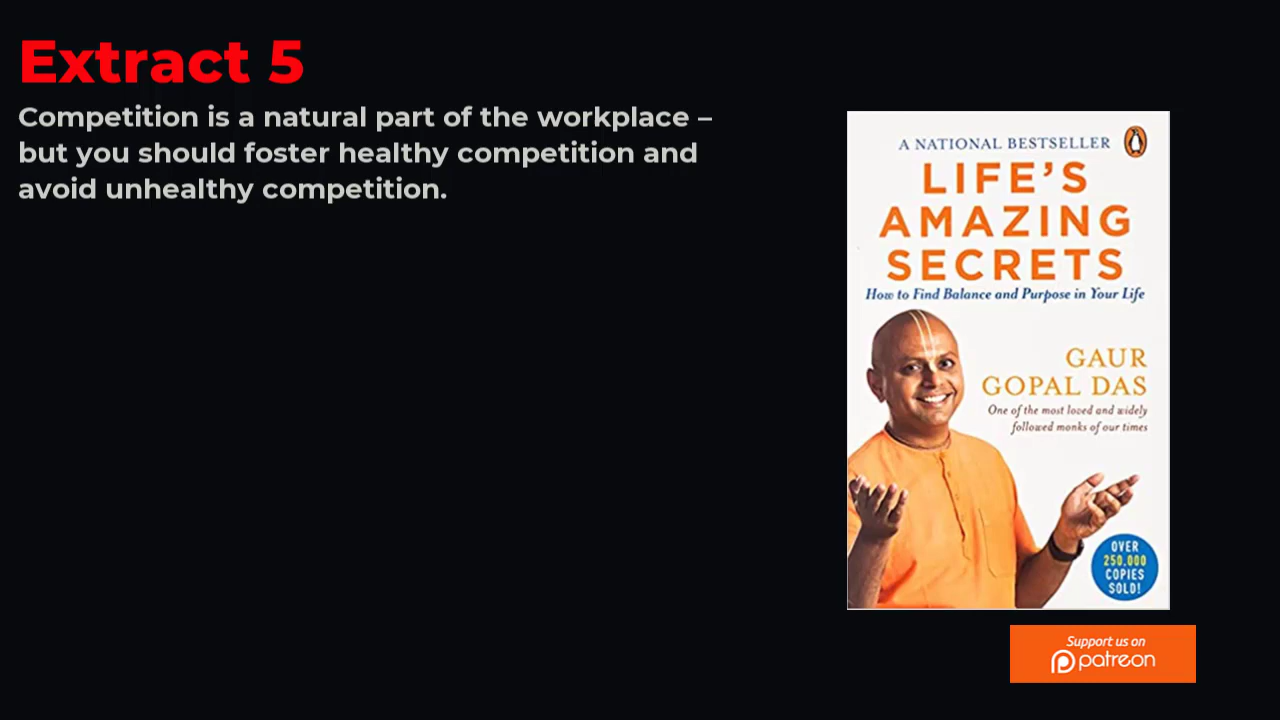 Extract 5
Competition is a natural part of the workplace –
but you should foster healthy competition and
avoid unhealthy competition.
A NATIONAL BESTSELLER
LIFE'S
AMAZING
SECRETS
How to Find Balance and Purpose in Your Life
GAUR
GOPAL DAS
One of the most loved and widely
followed monks of our times
OVER
250,000
COPIES
SOLD!
Support us on
patreon